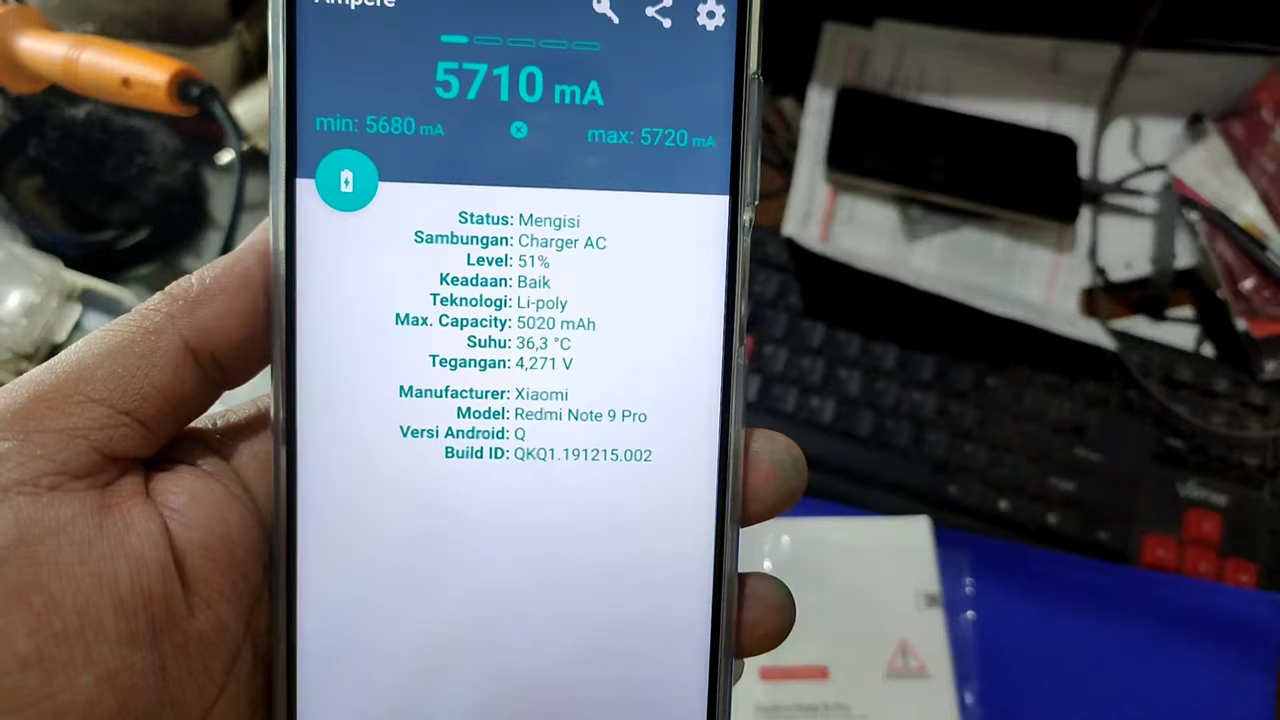 Ampere
5710 mA
min: 5680 mA
max: 5720 mA
Status: Mengisi
Sambungan: Charger AC
Level: 51%
Keadaan: Baik
Teknologi: Li-poly
Max. Capacity: 5020 mAh
Suhu: 36,3 °C
Tegangan: 4,271 V
Manufacturer: Xiaomi
Model: Redmi Note 9 Pro
Versi Android: Q
Build ID: QKQ1.191215.002